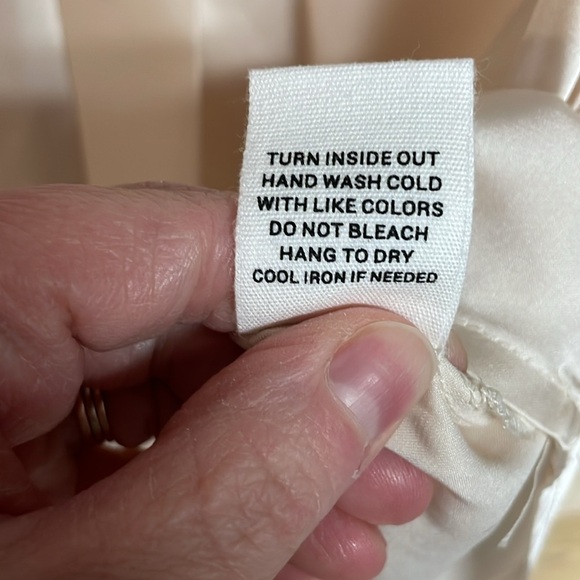 TURN INSIDE OUT
HAND WASH COLD
WITH LIKE COLORS
DO NOT BLEACH
HANG TO DRY
COOL IRON IF NEEDED